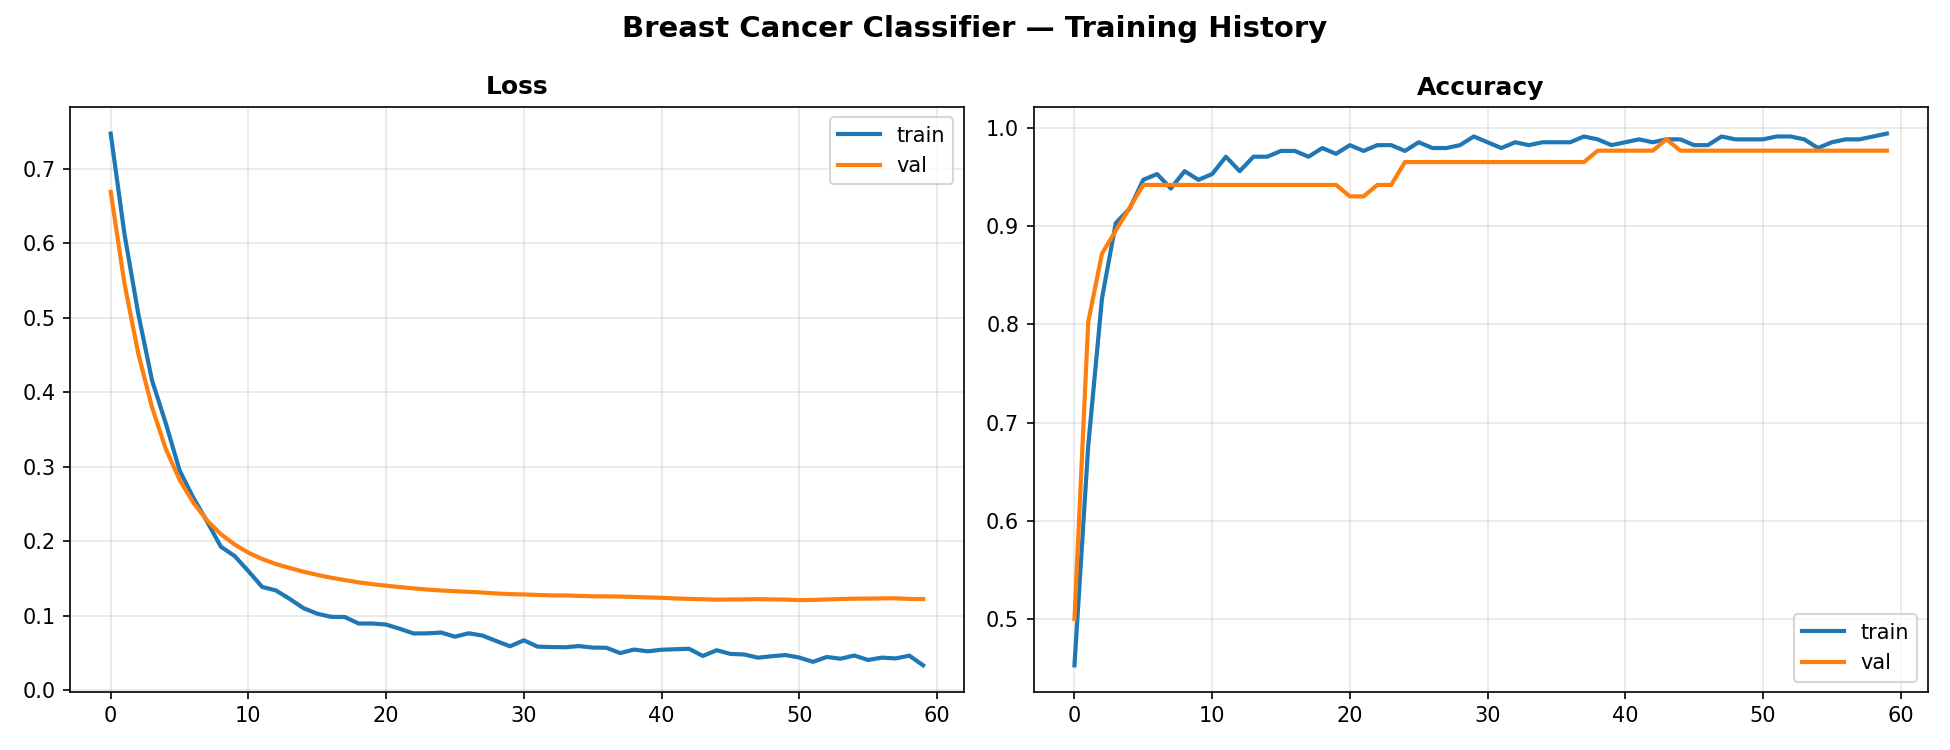 Breast Cancer Classifier — Training History
Loss
0.7
0.6
0.5
0.4
0.3
0.2
0.1
0.0
0 10 20 30 40 50 60
train
val
Accuracy
1.0
0.9
0.8
0.7
0.6
0.5
0 10 20 30 40 50 60
train
val